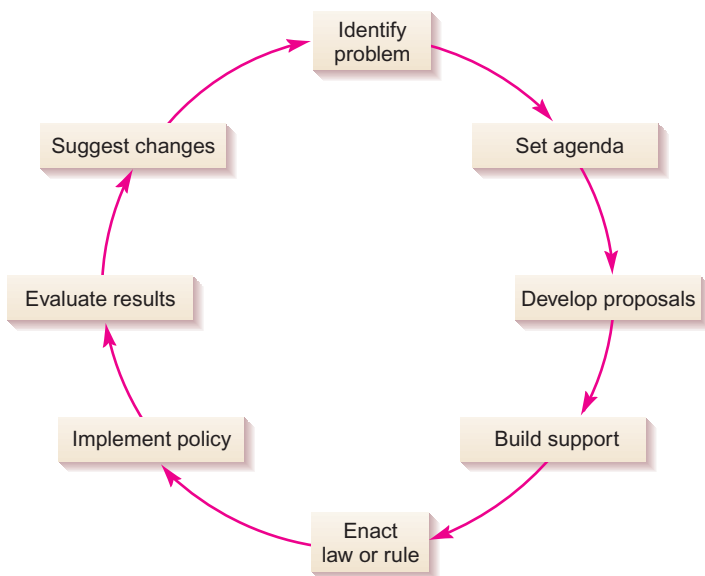 Identify
problem
Set agenda
Develop proposals
Build support
Enact
law or rule
Implement policy
Evaluate results
Suggest changes